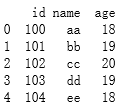 id name age
0 100 aa 18
1 101 bb 19
2 102 cc 20
3 103 dd 19
4 104 ee 18